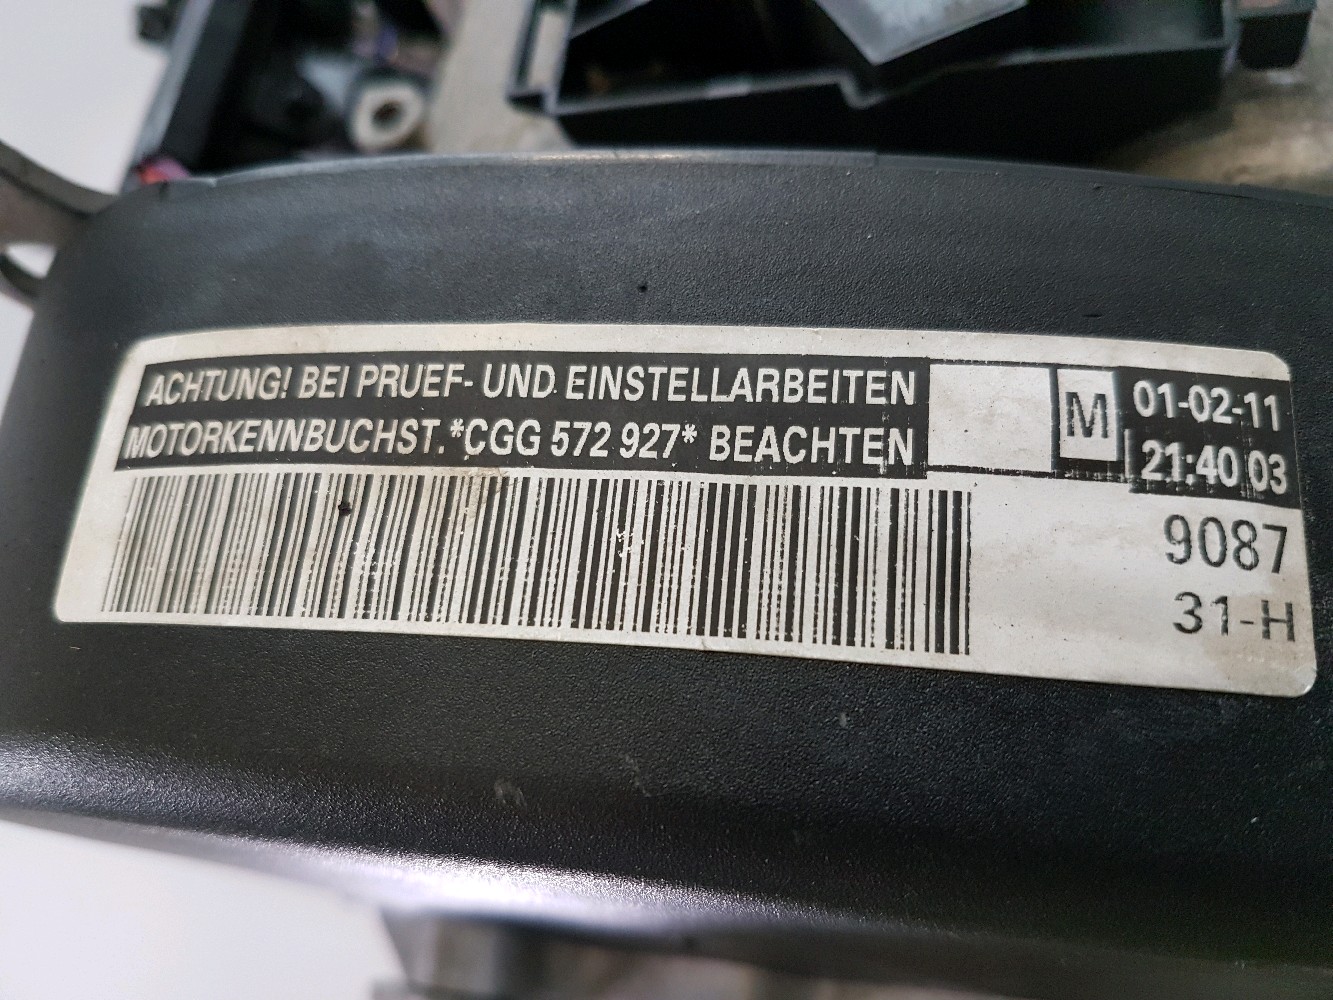 ACHTUNG! BEI PRUEF- UND EINSTELLARBEITEN
MOTORKENNBUCHST. *CGG 572 927* BEACHTEN
M
01-02-11
21:40 03
9087
31-H